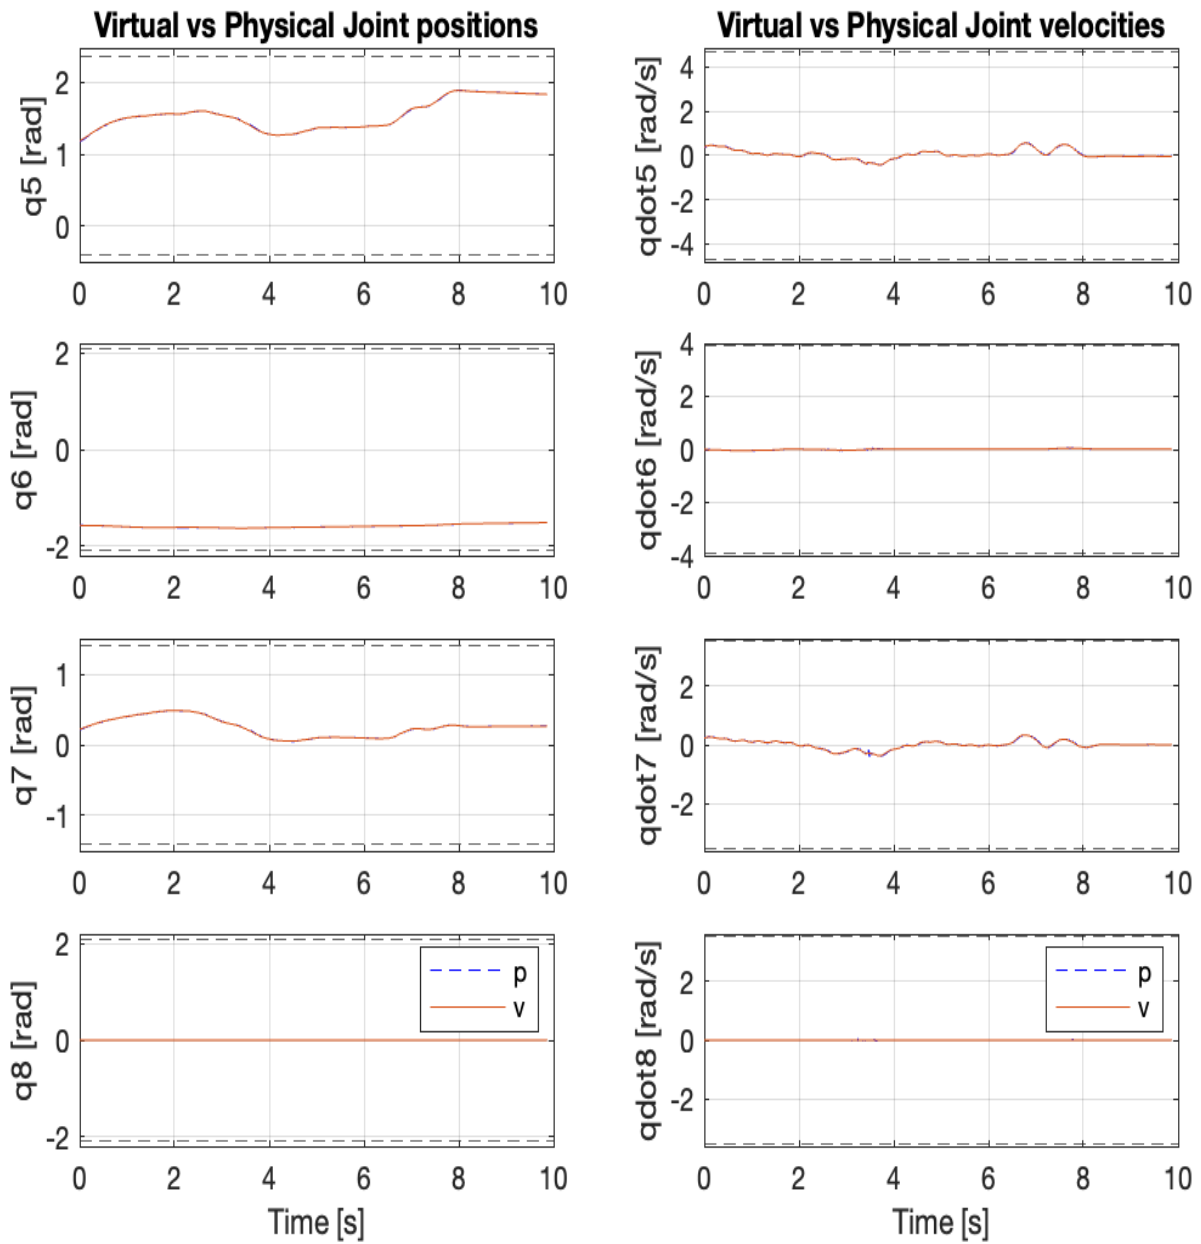 Virtual vs Physical Joint positions
q5 [rad]
2
1
0
0 2 4 6 8 10
Virtual vs Physical Joint velocities
qdot5 [rad/s]
4
2
0
-2
-4
0 2 4 6 8 10
q6 [rad]
2
0
-2
0 2 4 6 8 10
qdot6 [rad/s]
4
2
0
-2
-4
0 2 4 6 8 10
q7 [rad]
1
0
-1
0 2 4 6 8 10
qdot7 [rad/s]
2
0
-2
0 2 4 6 8 10
q8 [rad]
2
0
-2
p
v
0 2 4 6 8 10
Time [s]
qdot8 [rad/s]
2
0
-2
p
v
0 2 4 6 8 10
Time [s]